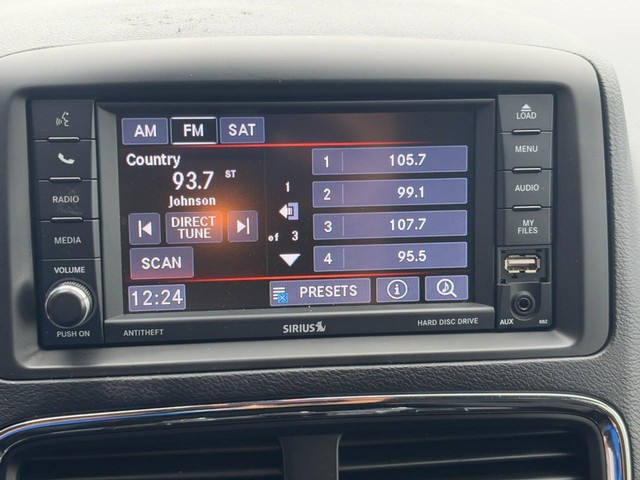 LOAD
AM FM SAT
MENU
Country
1 105.7
93.7 ST
Johnson
RADIO
1
2 99.1
AUDIO
DIRECT
TUNE
of 3
3 107.7
MY
FILES
MEDIA
SCAN
4 95.5
VOLUME
12:24
PRESETS
i
PUSH ON
ANTITHEFT
SIRIUS
HARD DISC DRIVE
AUX